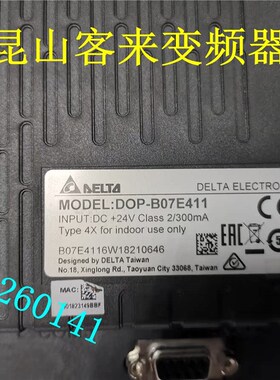 昆山客来变频器
DELTA
DELTA ELECTRO
MODEL:DOP-B07E411
INPUT:DC +24V Class 2/300mA
Type 4X for indoor use only
B07E4116W18210646
Designed by DELTA Taiwan
No.18, Xinglong Rd., Taoyuan City 33068, Taiwan
MAC:
260141